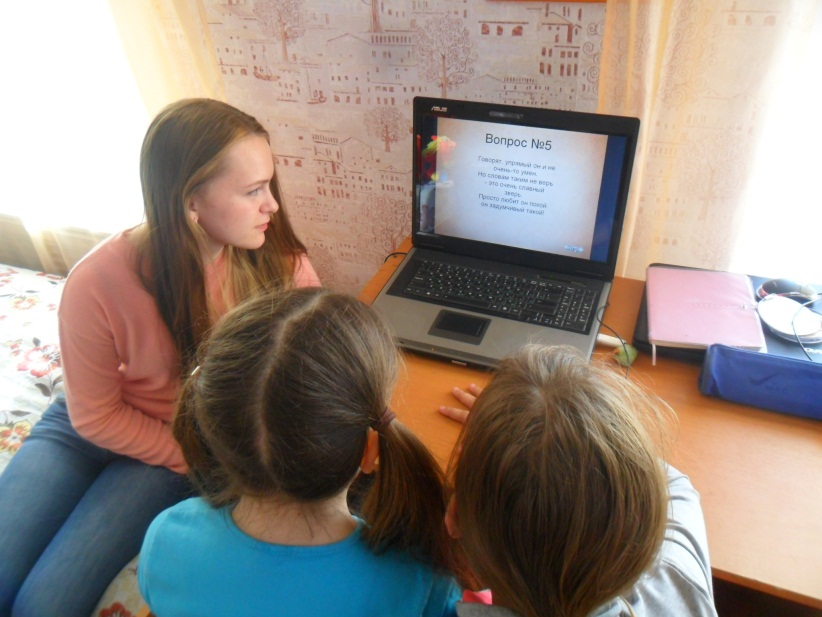 ASUS
Вопрос №5
Говорят, упрямый он и не
очень-то умен.
Но словам таким не верь
- это очень славный
зверь.
Просто любит он покой
он задумчивый такой!